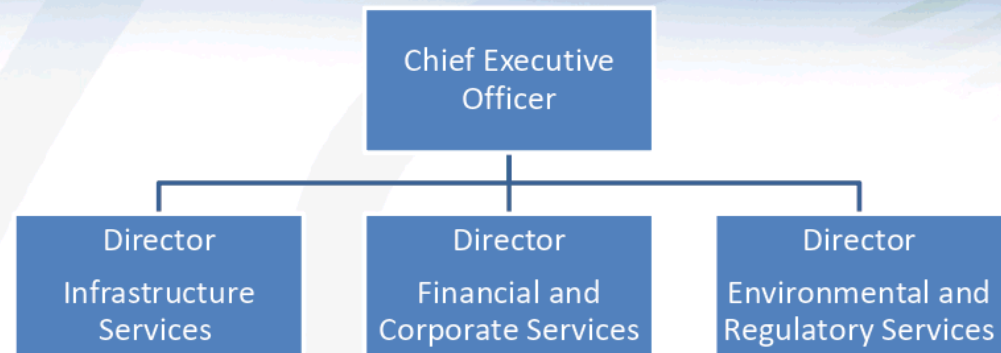 Chief Executive
Officer
Director
Infrastructure
Services
Director
Financial and
Corporate Services
Director
Environmental and
Regulatory Services